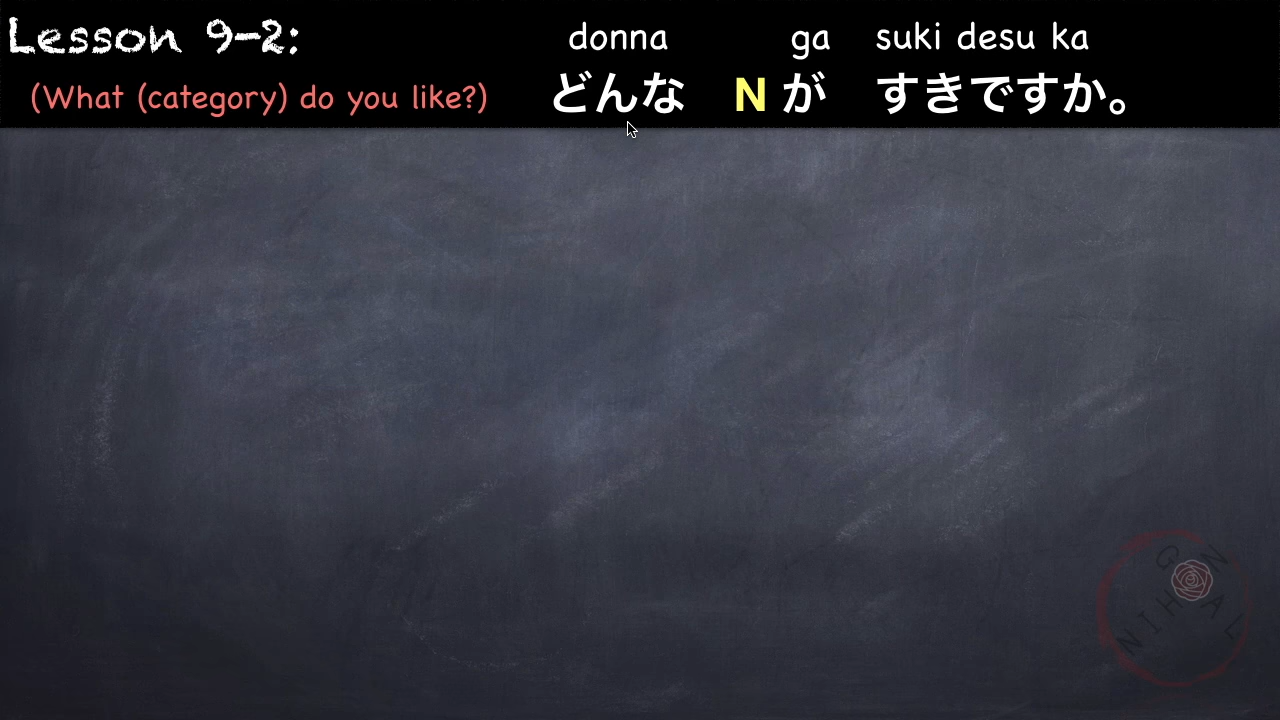 Lesson 9-2:
donna ga suki desu ka
(What (category) do you like?) どんな N が すきですか。
NIHONGAL